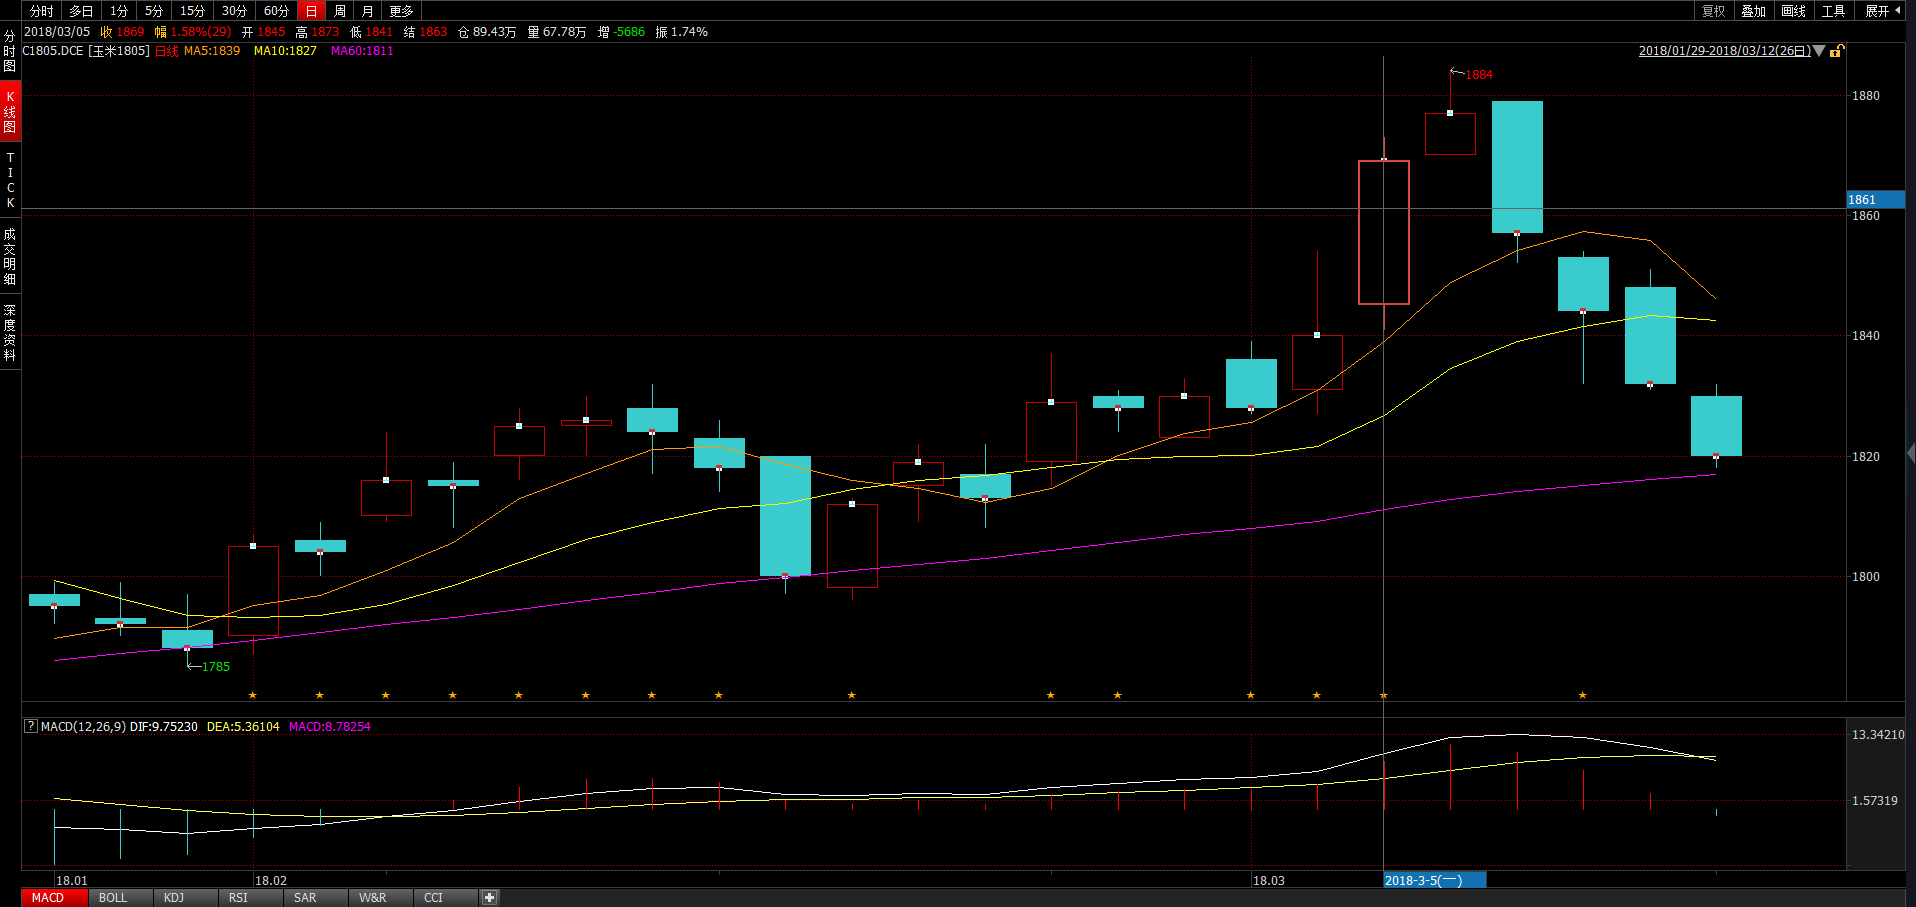 分时 多日 1分 5分 15分 30分 60分 日 周 月 更多 复权 叠加 画线 工具 展开
2018/03/05 收 1869 幅 1.58%(29) 开 1845 高 1873 低 1841 结 1863 仓 89.43万 量 67.78万 增 -5686 振 1.74%
C1805.DCE [玉米1805] 日线 MA5:1839 MA10:1827 MA60:1811 2018/01/29-2018/03/12(26日)
分时图
K线图
TICK
成交明细
深度资料
1884
1785
1880
1861
1860
1840
1820
1800
? MACD(12,26,9) DIF:9.75230 DEA:5.36104 MACD:8.78254
13.34210
1.57319
18.01 18.02 18.03 2018-3-5(一)
MACD BOLL KDJ RSI SAR W&R CCI